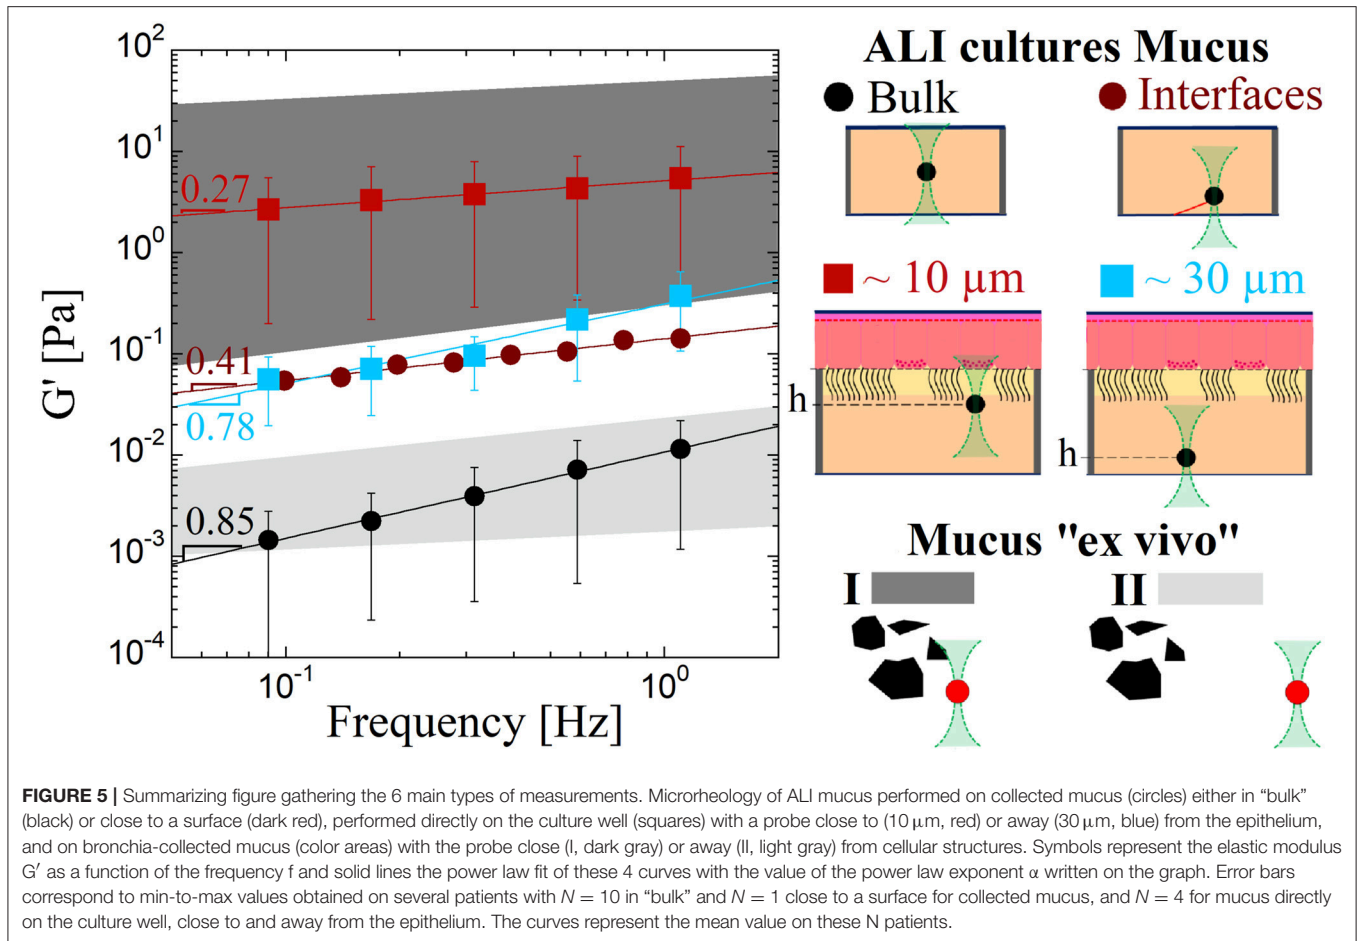 10²
10¹
10⁰
10⁻¹
10⁻²
10⁻³
10⁻⁴
G' [Pa]
0.27
0.41
0.78
0.85
10⁻¹
10⁰
Frequency [Hz]
ALI cultures Mucus
Bulk
Interfaces
~ 10 μm
~ 30 μm
h
h
Mucus "ex vivo"
I
II
FIGURE 5 | Summarizing figure gathering the 6 main types of measurements. Microrheology of ALI mucus performed on collected mucus (circles) either in “bulk”
(black) or close to a surface (dark red), performed directly on the culture well (squares) with a probe close to (10 μm, red) or away (30 μm, blue) from the epithelium,
and on bronchia-collected mucus (color areas) with the probe close (I, dark gray) or away (II, light gray) from cellular structures. Symbols represent the elastic modulus
G′ as a function of the frequency f and solid lines the power law fit of these 4 curves with the value of the power law exponent α written on the graph. Error bars
correspond to min-to-max values obtained on several patients with N = 10 in “bulk” and N = 1 close to a surface for collected mucus, and N = 4 for mucus directly
on the culture well, close to and away from the epithelium. The curves represent the mean value on these N patients.